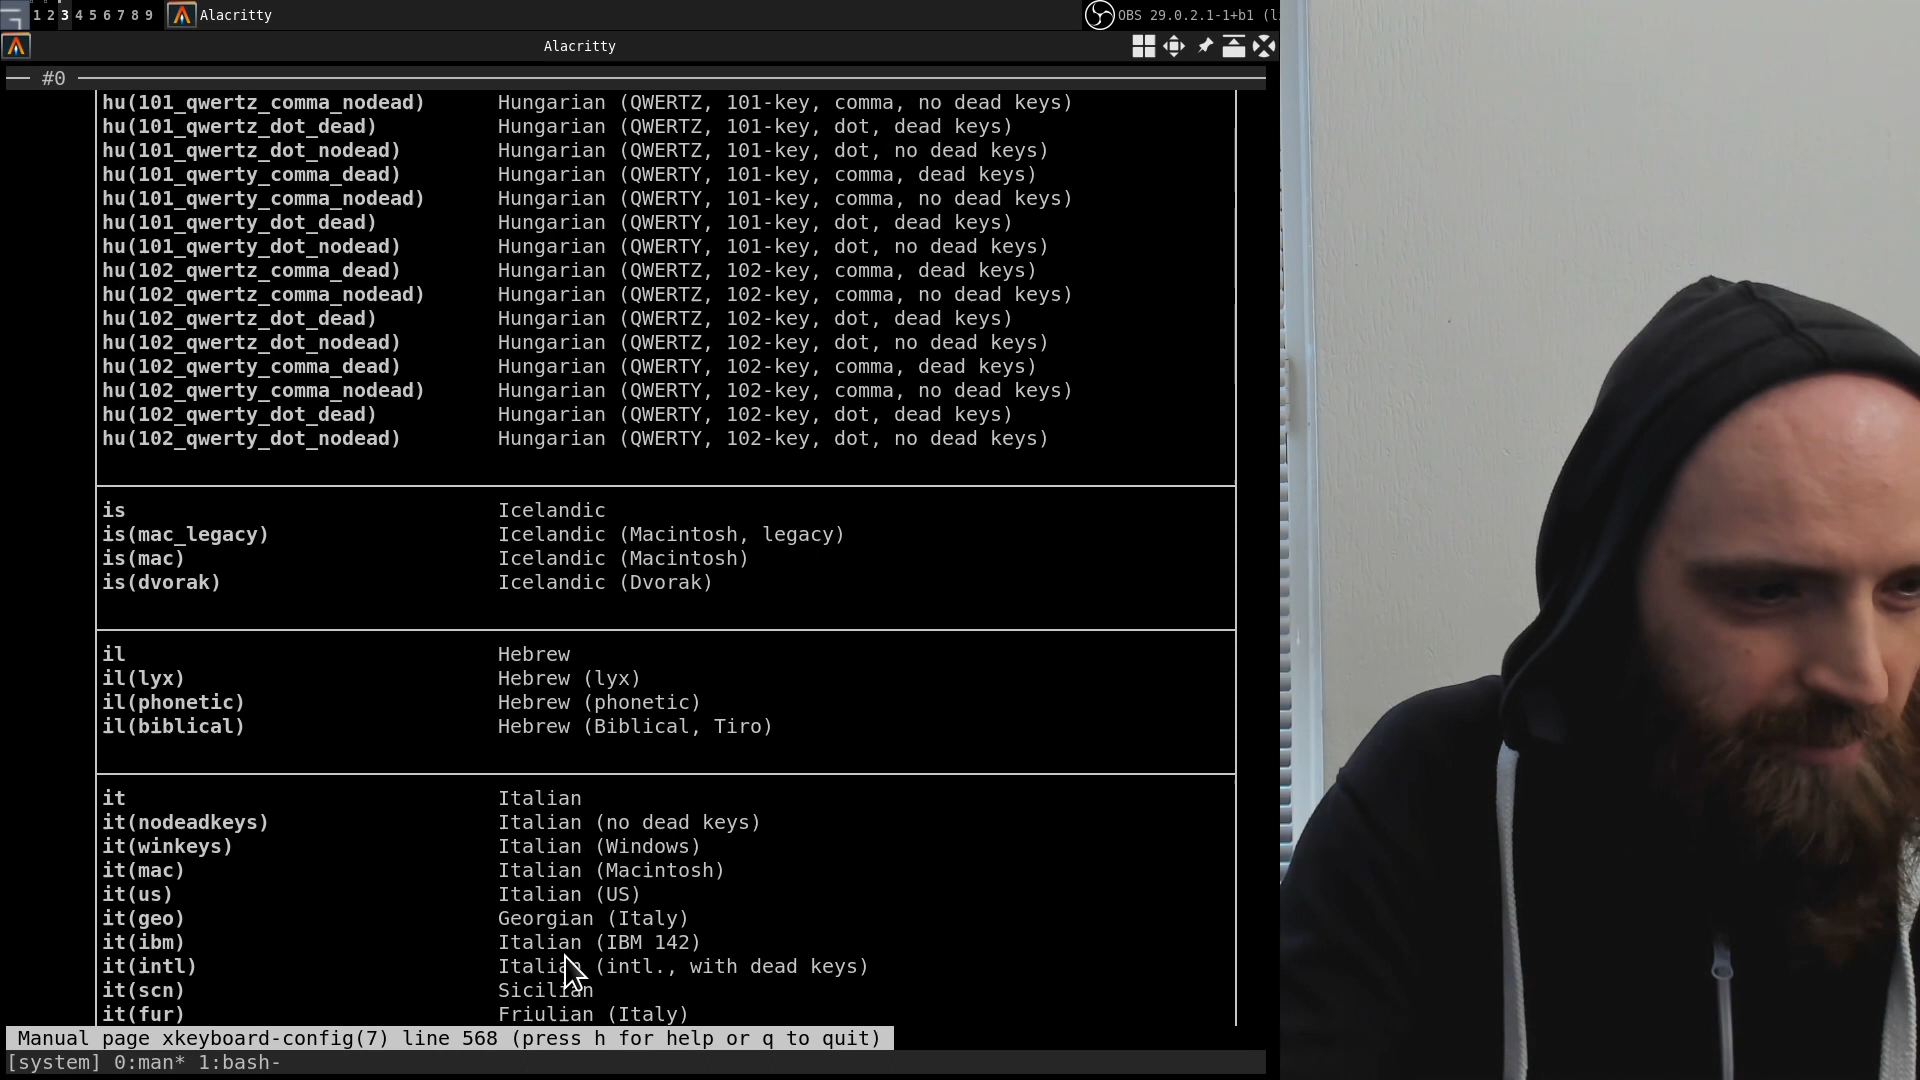 1 2 3 4 5 6 7 8 9 Alacritty OBS 29.0.2.1-1+b1 (l
Alacritty
#0
hu(101_qwertz_comma_nodead) Hungarian (QWERTZ, 101-key, comma, no dead keys)
hu(101_qwertz_dot_dead) Hungarian (QWERTZ, 101-key, dot, dead keys)
hu(101_qwertz_dot_nodead) Hungarian (QWERTZ, 101-key, dot, no dead keys)
hu(101_qwerty_comma_dead) Hungarian (QWERTY, 101-key, comma, dead keys)
hu(101_qwerty_comma_nodead) Hungarian (QWERTY, 101-key, comma, no dead keys)
hu(101_qwerty_dot_dead) Hungarian (QWERTY, 101-key, dot, dead keys)
hu(101_qwerty_dot_nodead) Hungarian (QWERTY, 101-key, dot, no dead keys)
hu(102_qwertz_comma_dead) Hungarian (QWERTZ, 102-key, comma, dead keys)
hu(102_qwertz_comma_nodead) Hungarian (QWERTZ, 102-key, comma, no dead keys)
hu(102_qwertz_dot_dead) Hungarian (QWERTZ, 102-key, dot, dead keys)
hu(102_qwertz_dot_nodead) Hungarian (QWERTZ, 102-key, dot, no dead keys)
hu(102_qwerty_comma_dead) Hungarian (QWERTY, 102-key, comma, dead keys)
hu(102_qwerty_comma_nodead) Hungarian (QWERTY, 102-key, comma, no dead keys)
hu(102_qwerty_dot_dead) Hungarian (QWERTY, 102-key, dot, dead keys)
hu(102_qwerty_dot_nodead) Hungarian (QWERTY, 102-key, dot, no dead keys)
is Icelandic
is(mac_legacy) Icelandic (Macintosh, legacy)
is(mac) Icelandic (Macintosh)
is(dvorak) Icelandic (Dvorak)
il Hebrew
il(lyx) Hebrew (lyx)
il(phonetic) Hebrew (phonetic)
il(biblical) Hebrew (Biblical, Tiro)
it Italian
it(nodeadkeys) Italian (no dead keys)
it(winkeys) Italian (Windows)
it(mac) Italian (Macintosh)
it(us) Italian (US)
it(geo) Georgian (Italy)
it(ibm) Italian (IBM 142)
it(intl) Italian (intl., with dead keys)
it(scn) Sicilian
it(fur) Friulian (Italy)
Manual page xkeyboard-config(7) line 568 (press h for help or q to quit)
[system] 0:man* 1:bash-